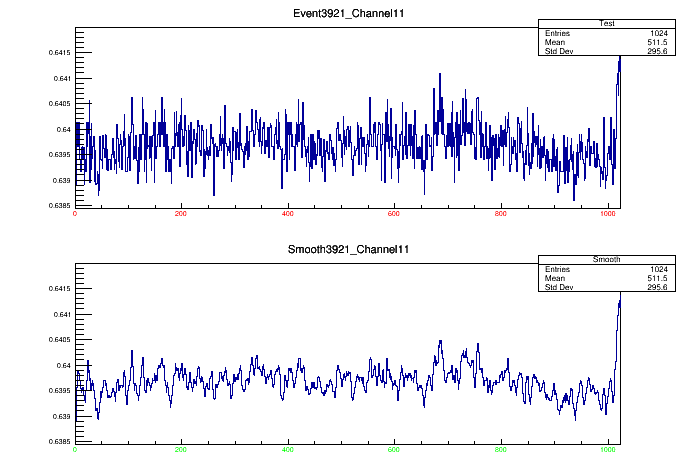 Event3921_Channel11
Test
Entries 1024
Mean 511.5
Std Dev 295.6
0.6415
0.641
0.6405
0.64
0.6395
0.639
0.6385
0 200 400 600 800 1000
Smooth3921_Channel11
Smooth
Entries 1024
Mean 511.5
Std Dev 295.6
0.6415
0.641
0.6405
0.64
0.6395
0.639
0.6385
0 200 400 600 800 1000